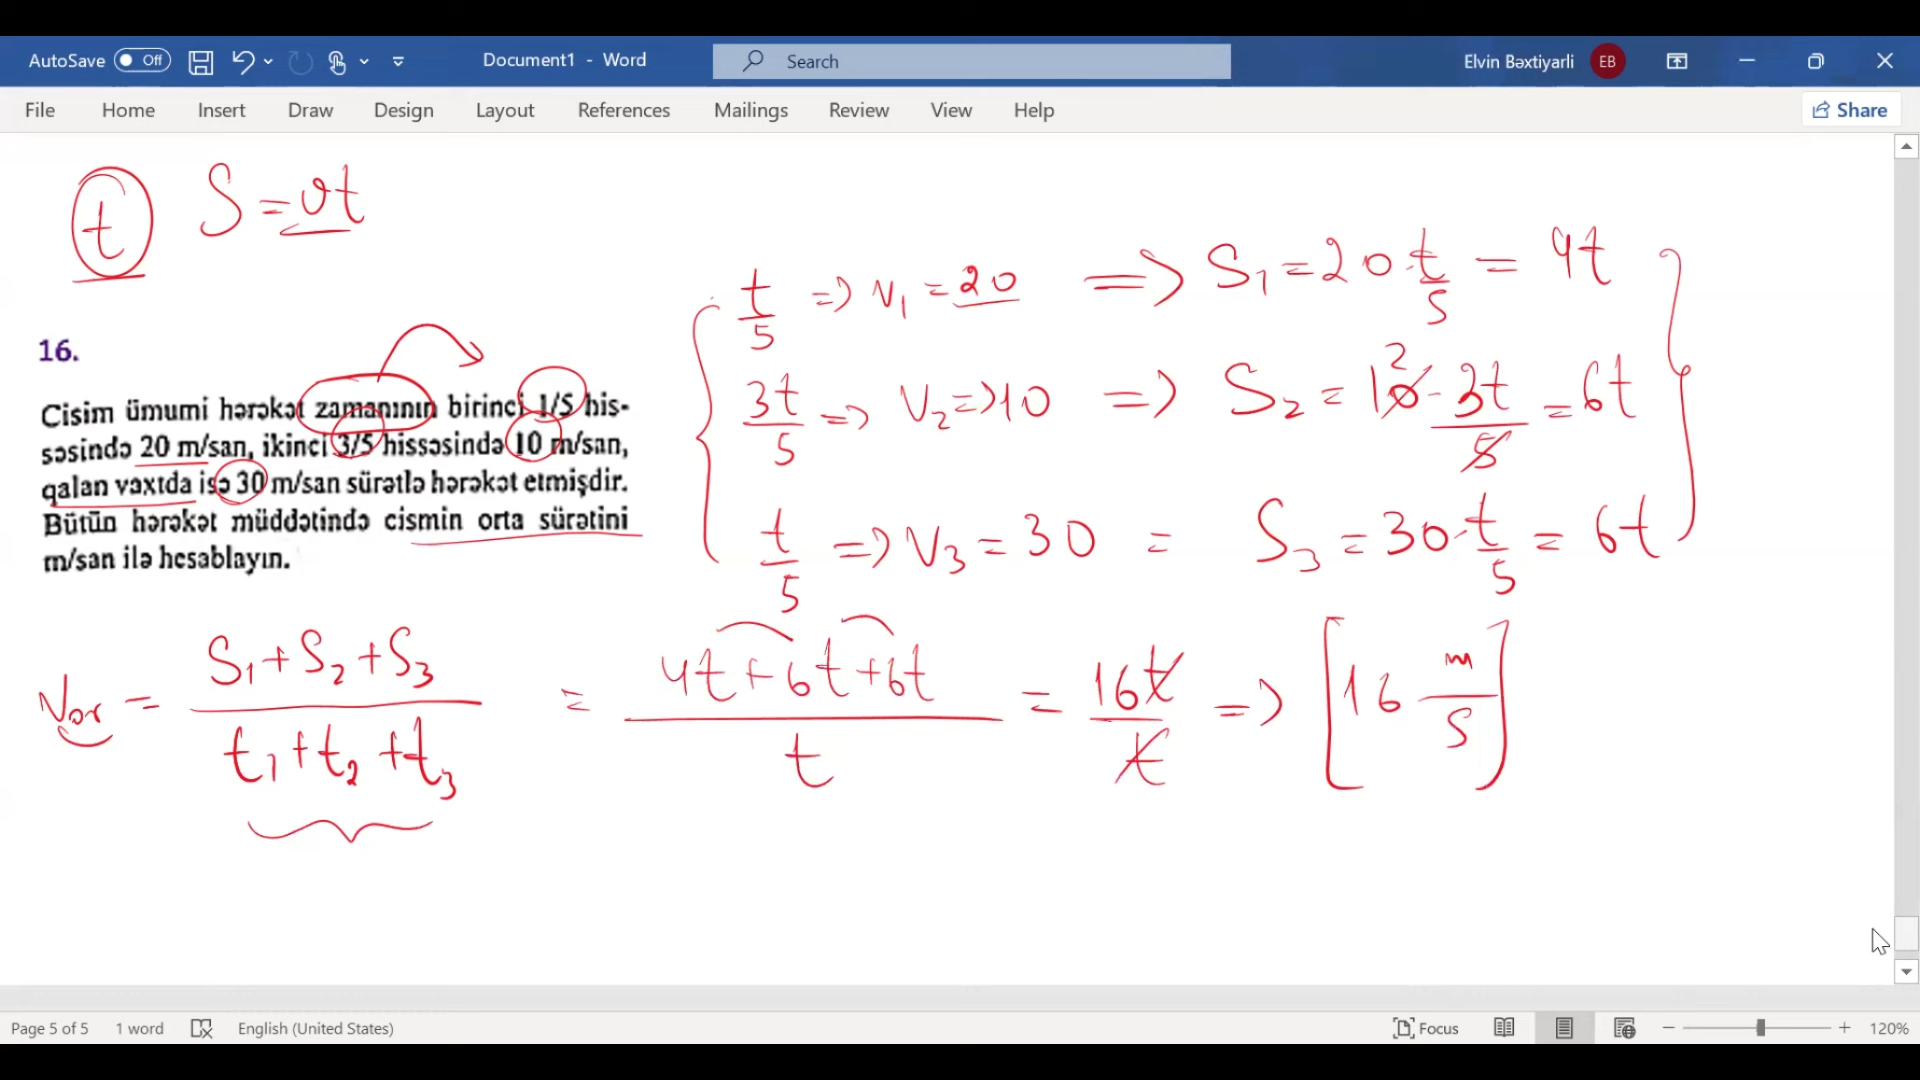 AutoSave Off Document1 - Word Search Elvin Bəxtiyarli EB
File Home Insert Draw Design Layout References Mailings Review View Help Share
t S = vt
t/5 => v₁ = 20 => S₁ = 20 · t/5 = 4t
3t/5 => V₂ => 10 => S₂ = 10 · 3t/5 = 6t
2
t/5 => V₃ = 30 = S₃ = 30 · t/5 = 6t
16.
Cisim ümumi hərəkət zamanının birinci 1/5 his-
səsində 20 m/san, ikinci 3/5 hissəsində 10 m/san,
qalan vaxtda isə 30 m/san sürətlə hərəkət etmişdir.
Bütün hərəkət müddətində cismin orta sürətini
m/san ilə hesablayın.
Vor = S₁+S₂+S₃ / t₁+t₂+t₃ = 4t+6t+6t / t = 16t / t => [16 m/s]
Page 5 of 5 1 word English (United States) Focus 120%